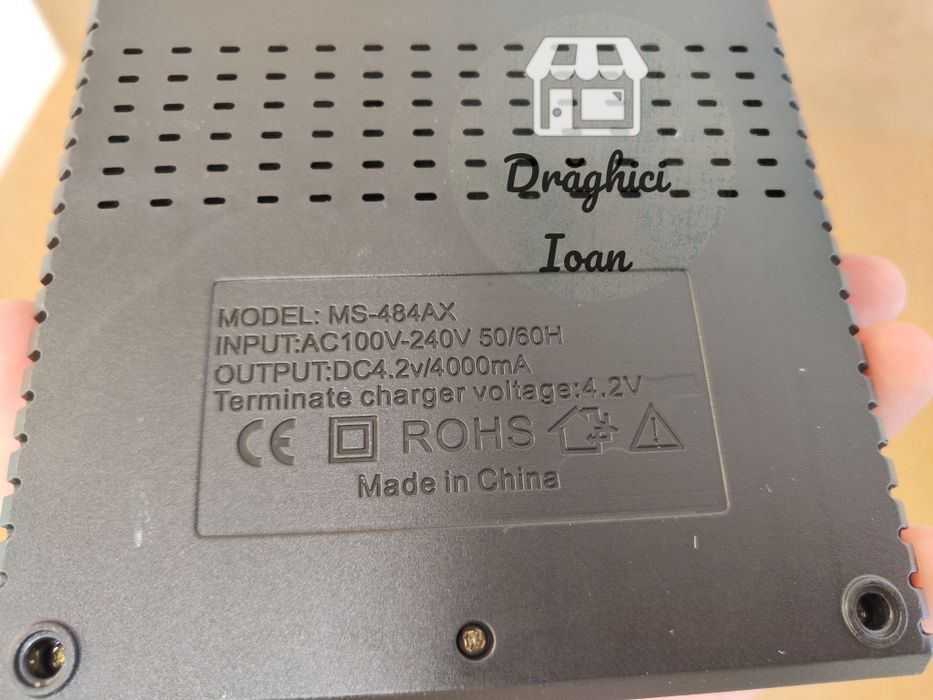 Drăghici
Ioan
MODEL: MS-484AX
INPUT:AC100V-240V 50/60H
OUTPUT:DC4.2v/4000mA
Terminate charger voltage:4.2V
CE ROHS
Made in China